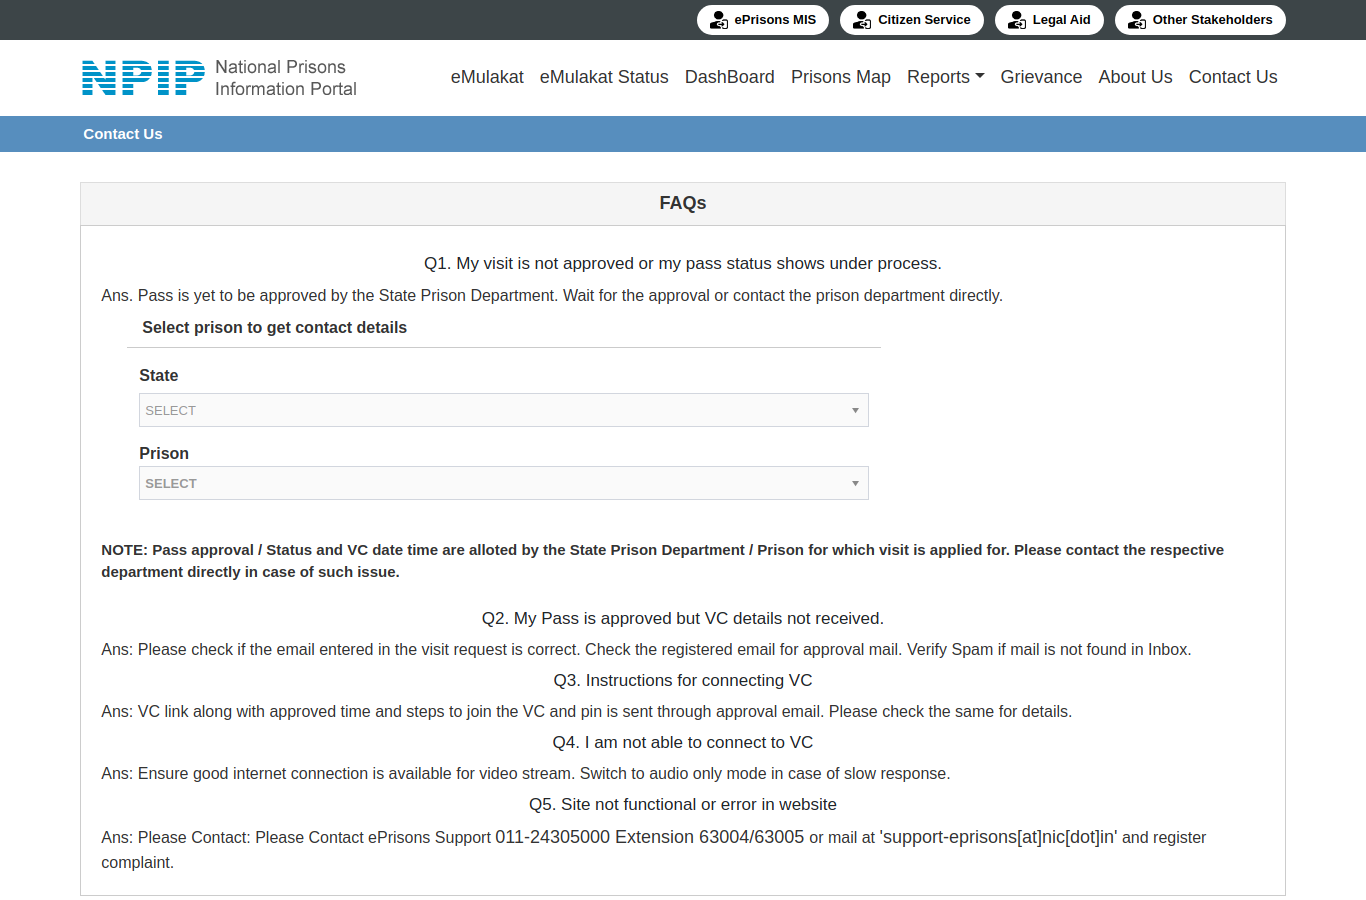 ePrisons MIS
Citizen Service
Legal Aid
Other Stakeholders
NPIP
National Prisons
Information Portal
eMulakat
eMulakat Status
DashBoard
Prisons Map
Reports
Grievance
About Us
Contact Us
Contact Us
FAQs
Q1. My visit is not approved or my pass status shows under process.
Ans. Pass is yet to be approved by the State Prison Department. Wait for the approval or contact the prison department directly.
Select prison to get contact details
State
SELECT
Prison
SELECT
NOTE: Pass approval / Status and VC date time are alloted by the State Prison Department / Prison for which visit is applied for. Please contact the respective
department directly in case of such issue.
Q2. My Pass is approved but VC details not received.
Ans: Please check if the email entered in the visit request is correct. Check the registered email for approval mail. Verify Spam if mail is not found in Inbox.
Q3. Instructions for connecting VC
Ans: VC link along with approved time and steps to join the VC and pin is sent through approval email. Please check the same for details.
Q4. I am not able to connect to VC
Ans: Ensure good internet connection is available for video stream. Switch to audio only mode in case of slow response.
Q5. Site not functional or error in website
Ans: Please Contact: Please Contact ePrisons Support 011-24305000 Extension 63004/63005 or mail at 'support-eprisons[at]nic[dot]in' and register
complaint.